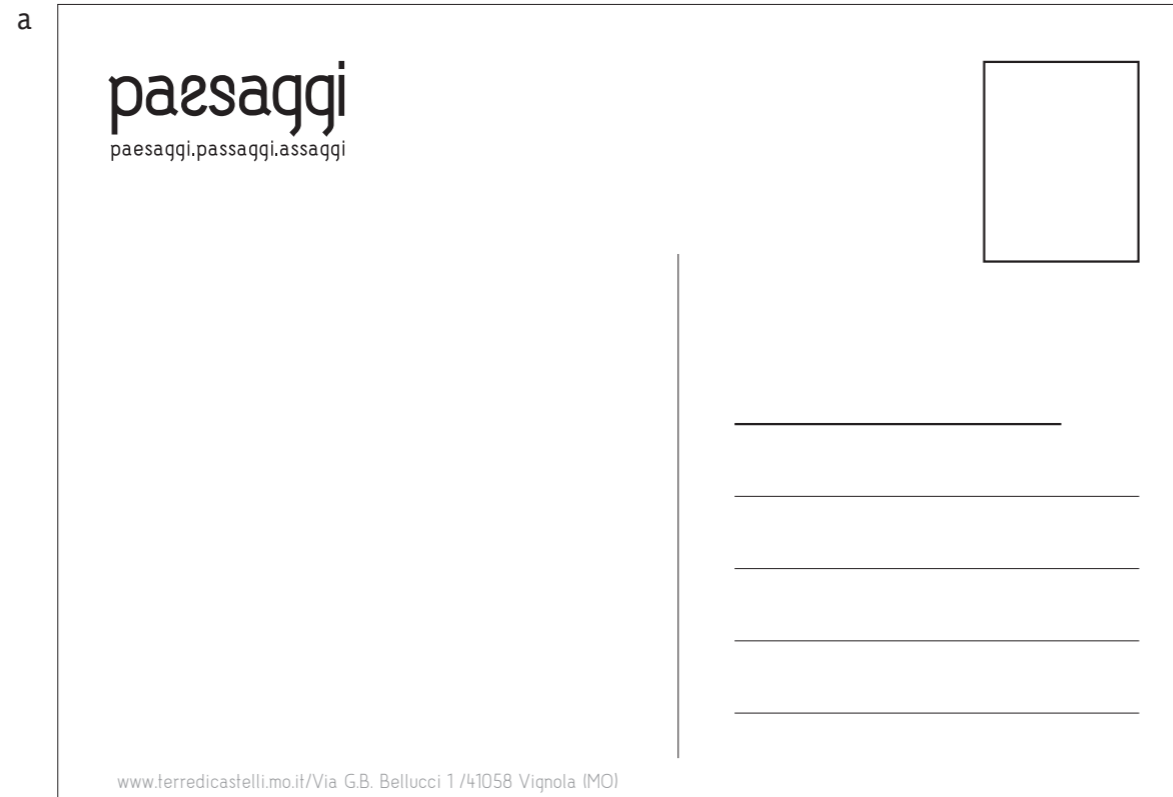 a
paesaggi
paesaggi.passaggi.assaggi
www.terredicastelli.mo.it/Via G.B. Bellucci 1 /41058 Vignola (MO)